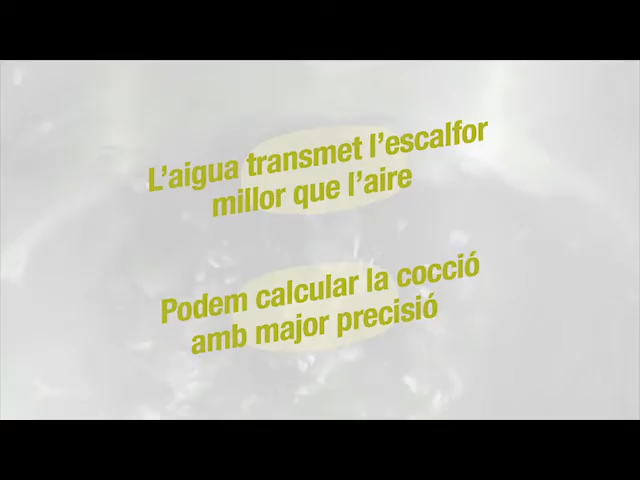 L'aigua transmet l'escalfor
millor que l'aire
Podem calcular la cocció
amb major precisió